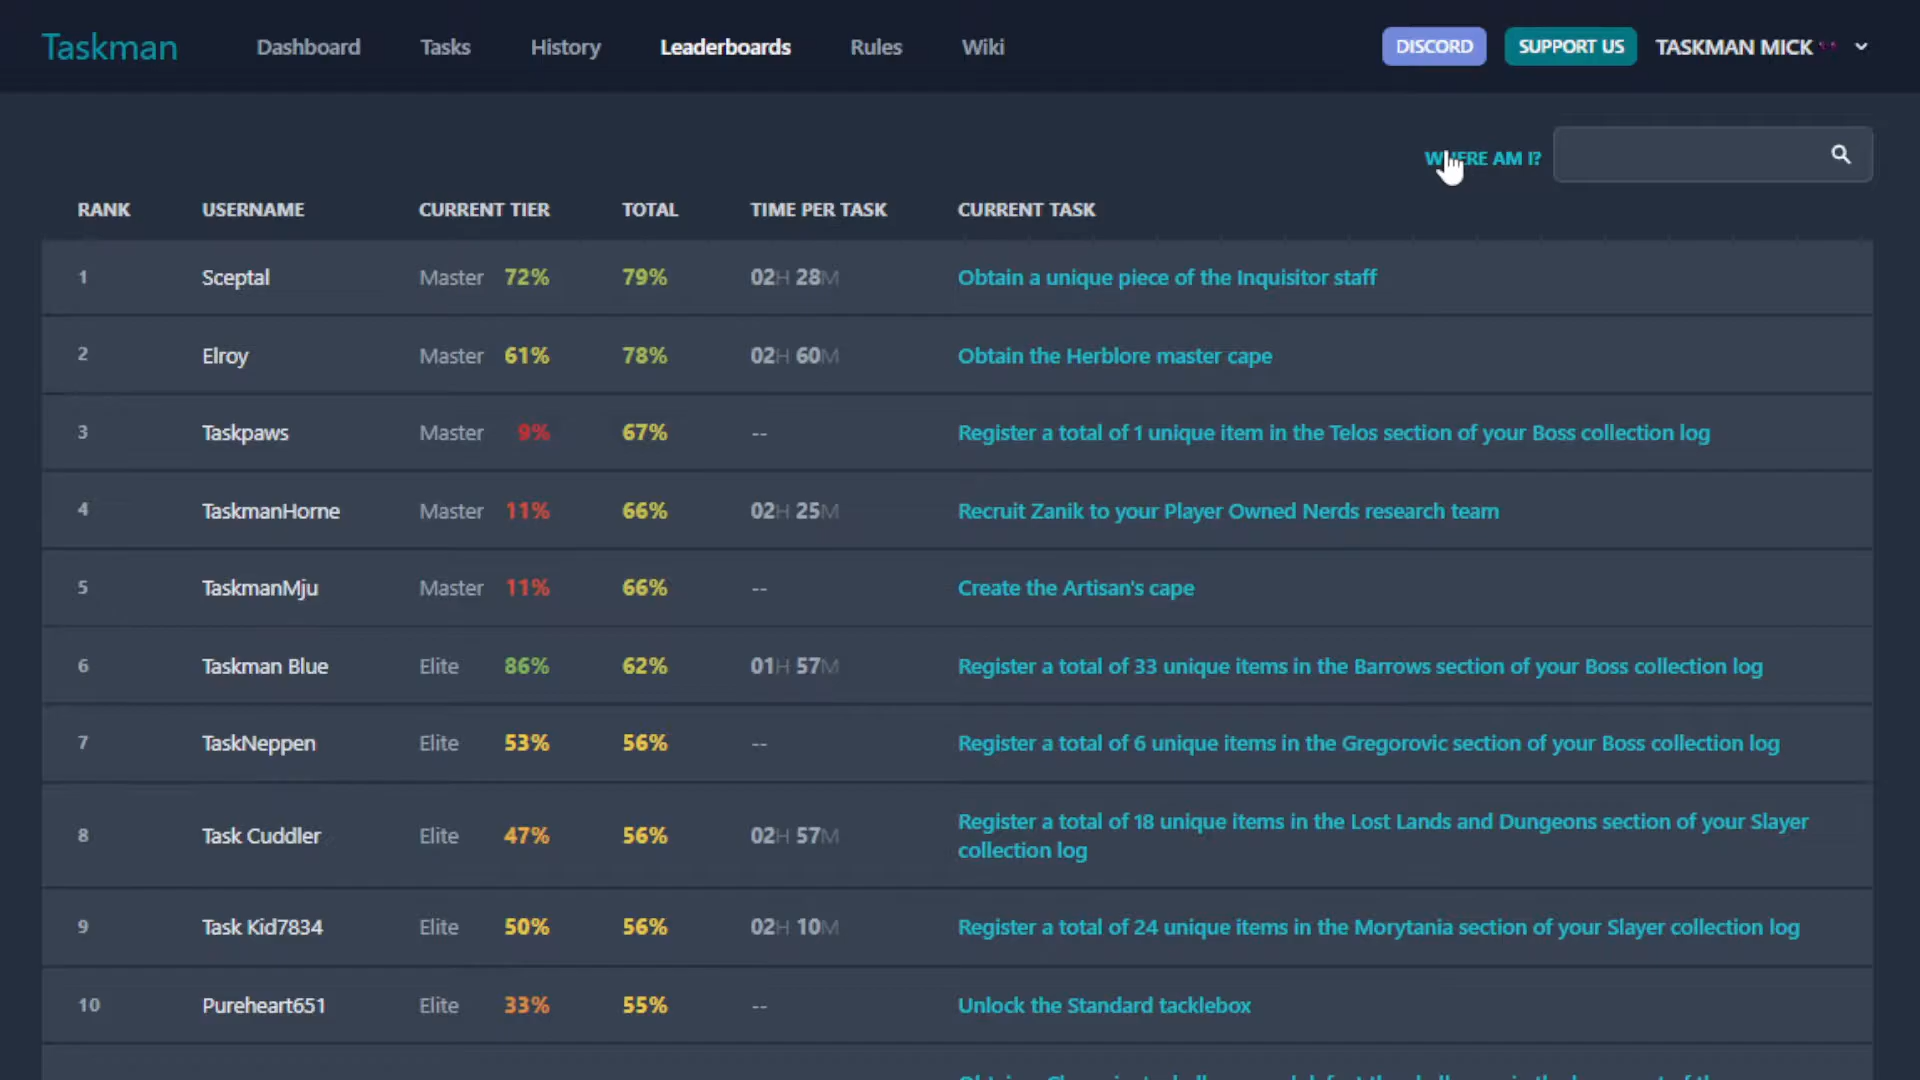 Taskman Dashboard Tasks History Leaderboards Rules Wiki DISCORD SUPPORT US TASKMAN MICK
WHERE AM I?
RANK USERNAME CURRENT TIER TOTAL TIME PER TASK CURRENT TASK
1 Sceptal Master 72% 79% 02H 28M Obtain a unique piece of the Inquisitor staff
2 Elroy Master 61% 78% 02H 60M Obtain the Herblore master cape
3 Taskpaws Master 9% 67% -- Register a total of 1 unique item in the Telos section of your Boss collection log
4 TaskmanHorne Master 11% 66% 02H 25M Recruit Zanik to your Player Owned Nerds research team
5 TaskmanMju Master 11% 66% -- Create the Artisan's cape
6 Taskman Blue Elite 86% 62% 01H 57M Register a total of 33 unique items in the Barrows section of your Boss collection log
7 TaskNeppen Elite 53% 56% -- Register a total of 6 unique items in the Gregorovic section of your Boss collection log
8 Task Cuddler Elite 47% 56% 02H 57M Register a total of 18 unique items in the Lost Lands and Dungeons section of your Slayer
collection log
9 Task Kid7834 Elite 50% 56% 02H 10M Register a total of 24 unique items in the Morytania section of your Slayer collection log
10 Pureheart651 Elite 33% 55% -- Unlock the Standard tacklebox